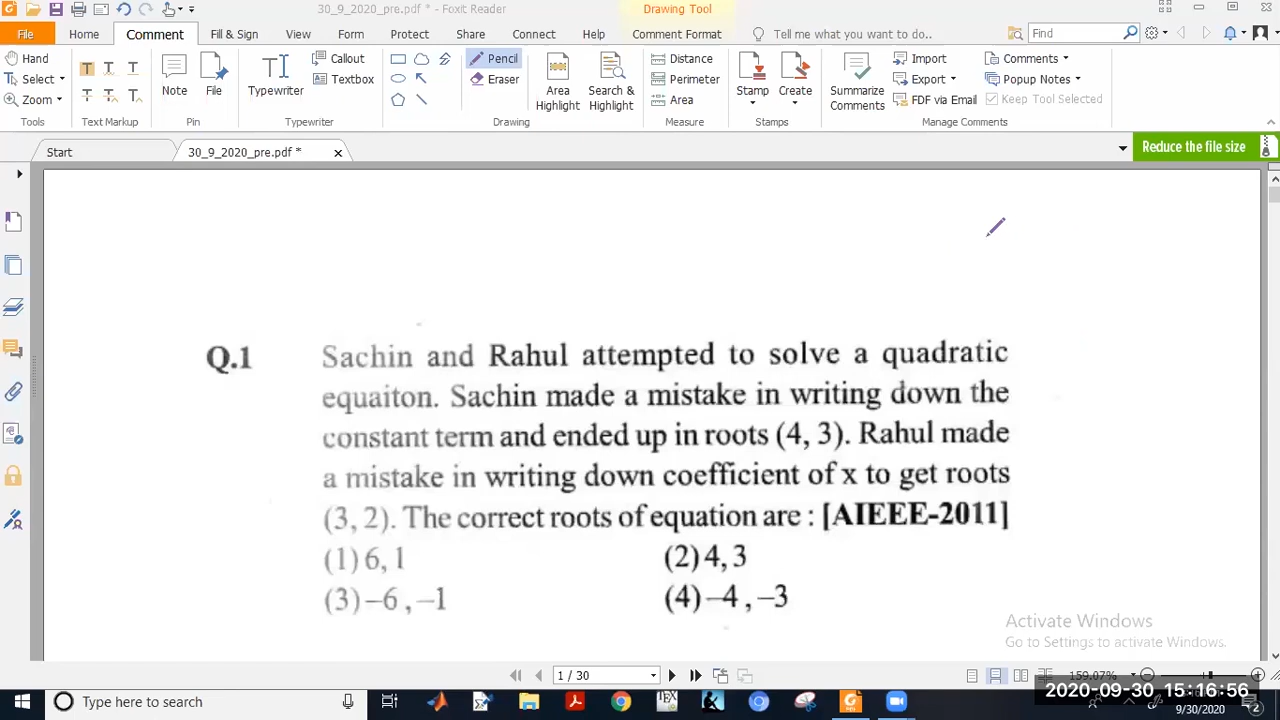 30_9_2020_pre.pdf * - Foxit Reader
Drawing Tool
File Home Comment Fill & Sign View Form Protect Share Connect Help Comment Format Tell me what you want to do.. Find
Hand
Select
Zoom
Tools
Text Markup
Note
File
Pin
Typewriter
Callout
Textbox
Typewriter
Pencil
Eraser
Area Highlight
Search & Highlight
Drawing
Distance
Perimeter
Area
Measure
Stamp
Create
Stamps
Summarize Comments
Import
Export
FDF via Email
Comments
Popup Notes
Keep Tool Selected
Manage Comments
Start
30_9_2020_pre.pdf *
Reduce the file size
Q.1 Sachin and Rahul attempted to solve a quadratic
equaiton. Sachin made a mistake in writing down the
constant term and ended up in roots (4, 3). Rahul made
a mistake in writing down coefficient of x to get roots
(3, 2). The correct roots of equation are : [AIEEE-2011]
(1) 6, 1 (2) 4, 3
(3) –6 , –1 (4) –4 , –3
Activate Windows
Go to Settings to activate Windows.
1 / 30
159.07%
Type here to search
2020-09-30 15:16:56
9/30/2020